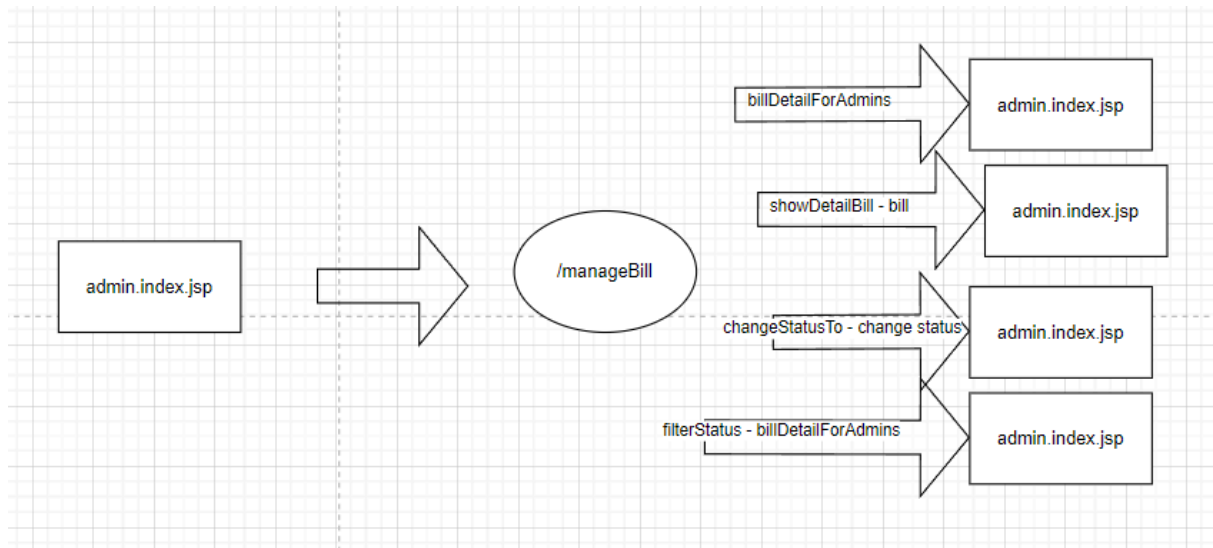 billDetailForAdmins
admin.index.jsp
showDetailBill - bill
admin.index.jsp
admin.index.jsp
/manageBill
changeStatusTo - change status
admin.index.jsp
filterStatus - billDetailForAdmins
admin.index.jsp